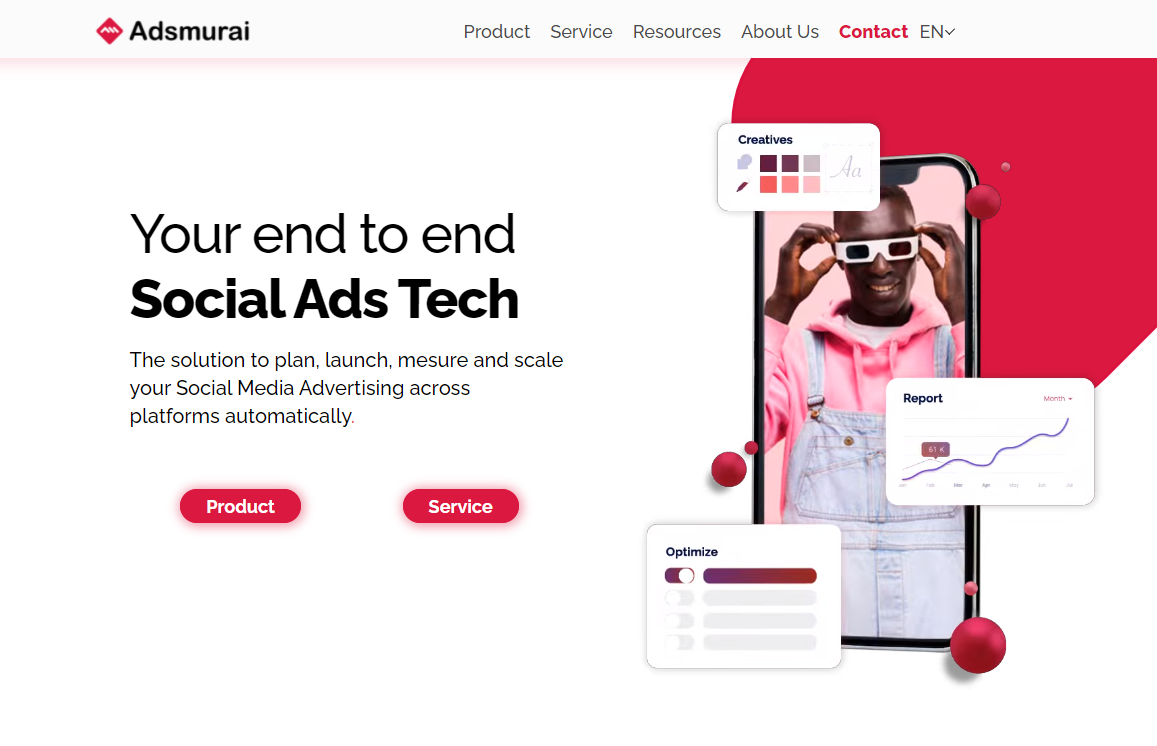 Adsmurai
Product Service Resources About Us Contact EN
Your end to end
Social Ads Tech
The solution to plan, launch, mesure and scale
your Social Media Advertising across
platforms automatically.
Product Service
Creatives
Aa
Report Month
61 K
Jan Feb Mar Apr May Jun Jul
Optimize